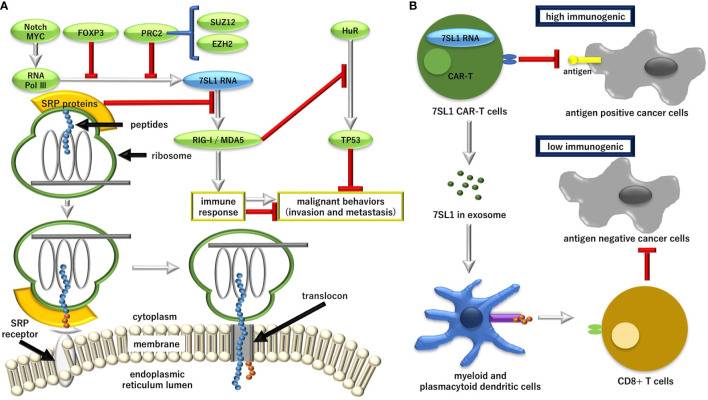 A
Notch
MYC
FOXP3
PRC2
SUZ12
EZH2
HuR
RNA
Pol III
7SL1 RNA
SRP proteins
peptides
ribosome
RIG-I / MDA5
TP53
immune
response
malignant behaviors
(invasion and metastasis)
SRP
receptor
cytoplasm
membrane
endoplasmic
reticulum lumen
translocon
B
7SL1 RNA
CAR-T
7SL1 CAR-T cells
high immunogenic
antigen
antigen positive cancer cells
low immunogenic
antigen negative cancer cells
7SL1 in exosome
myeloid and
plasmacytoid dendritic cells
CD8+ T cells